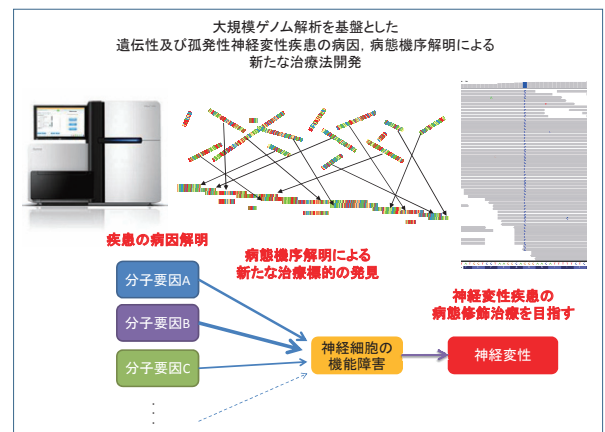 大規模ゲノム解析を基盤とした
遺伝性及び孤発性神経変性疾患の病因，病態機序解明による
新たな治療法開発
疾患の病因解明
病態機序解明による
新たな治療標的の発見
神経変性疾患の
病態修飾治療を目指す
分子要因A
分子要因B
分子要因C
神経細胞の
機能障害
神経変性